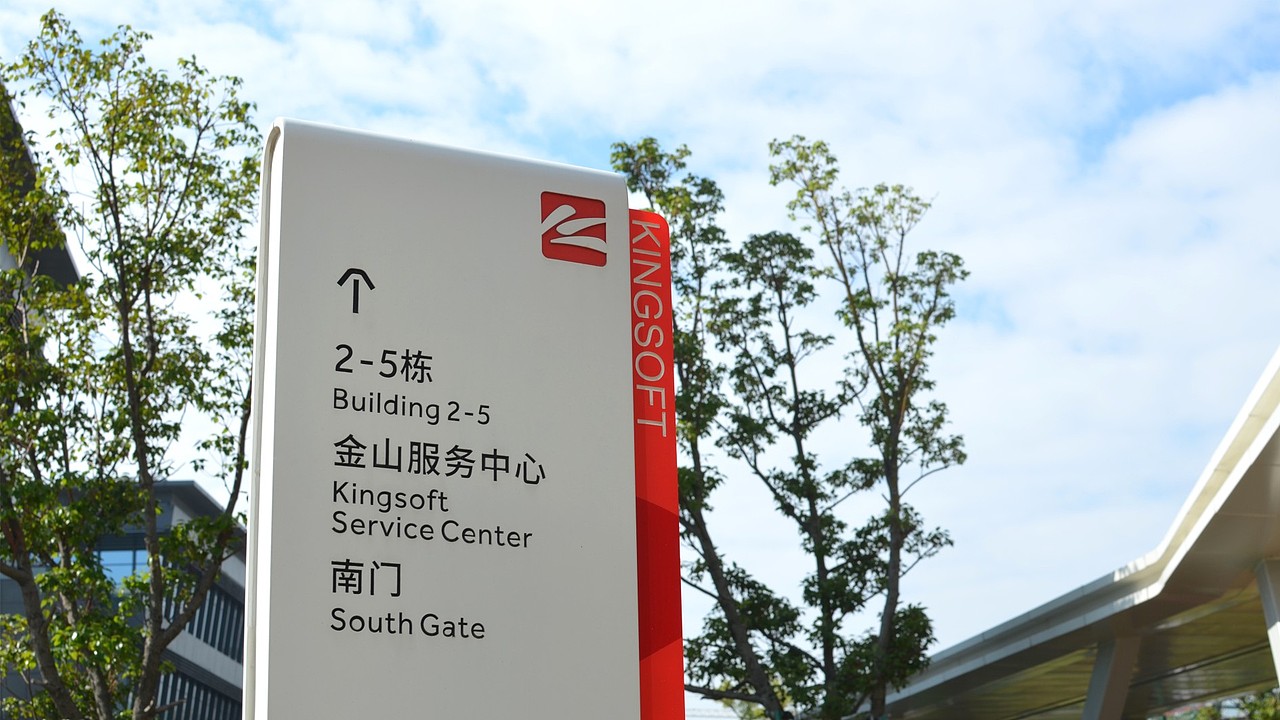 2-5栋
Building 2-5
金山服务中心
Kingsoft
Service Center
南门
South Gate
KINGSOFT